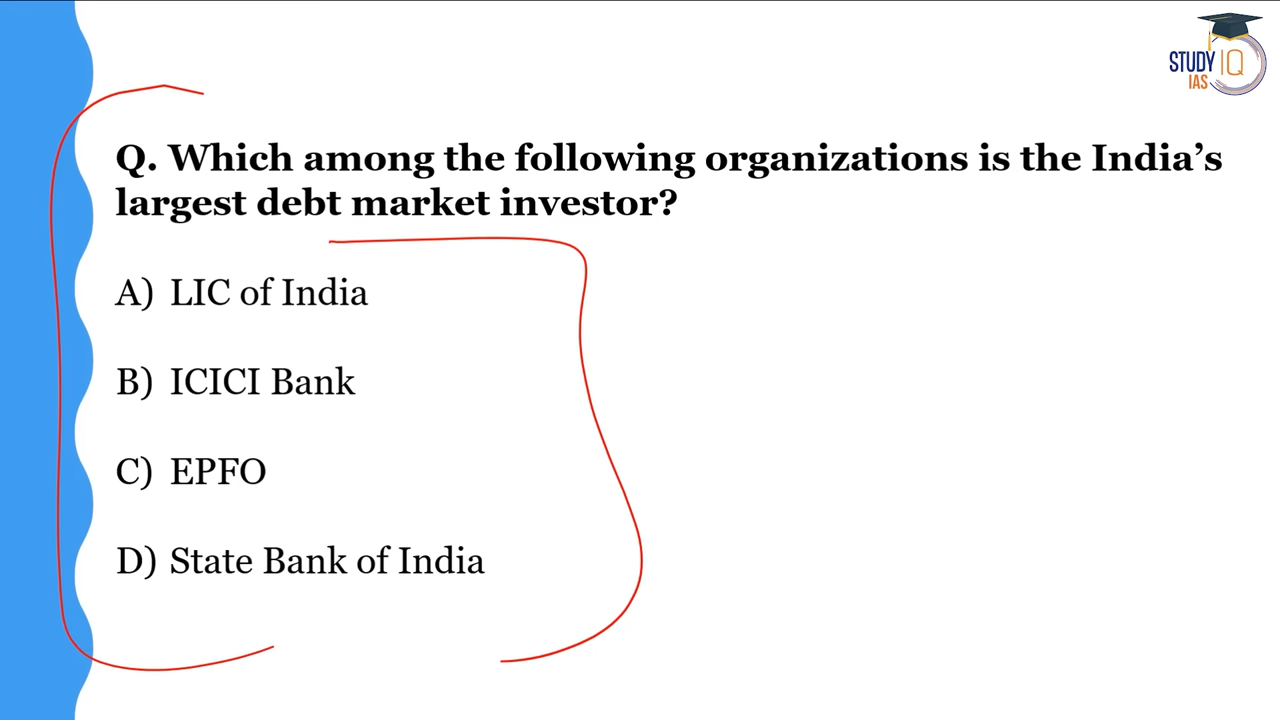 STUDY IQ
IAS
Q. Which among the following organizations is the India’s
largest debt market investor?
A) LIC of India
B) ICICI Bank
C) EPFO
D) State Bank of India